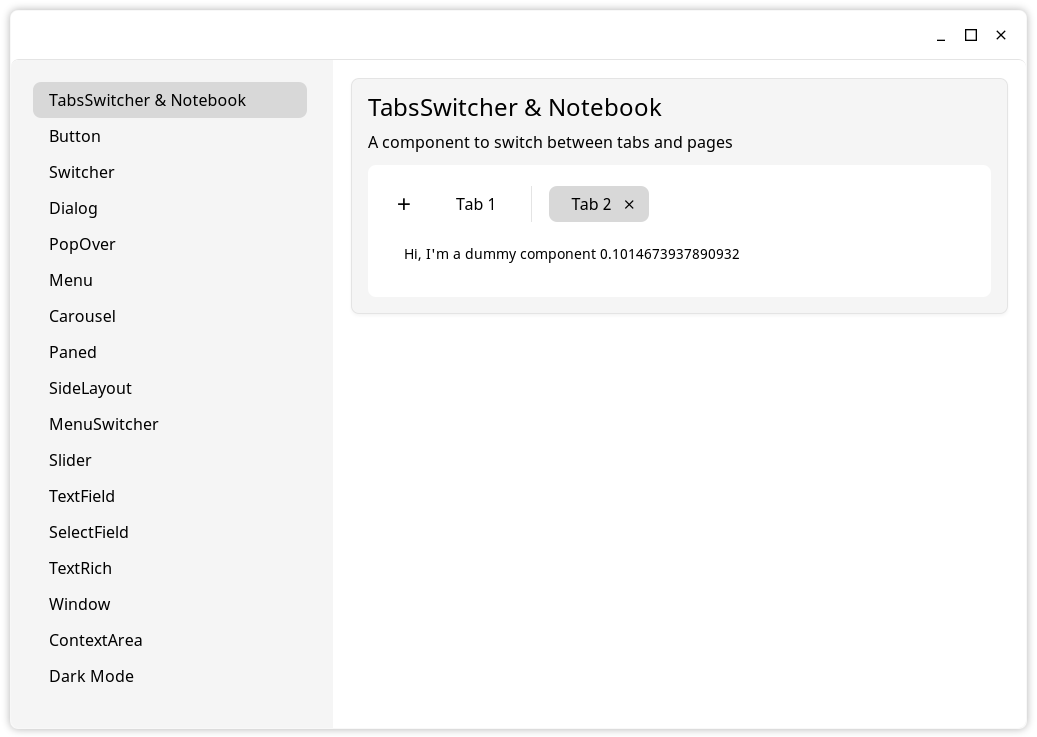 TabsSwitcher & Notebook
Button
Switcher
Dialog
PopOver
Menu
Carousel
Paned
SideLayout
MenuSwitcher
Slider
TextField
SelectField
TextRich
Window
ContextArea
Dark Mode
TabsSwitcher & Notebook
A component to switch between tabs and pages
+ Tab 1 Tab 2 ×
Hi, I'm a dummy component 0.1014673937890932